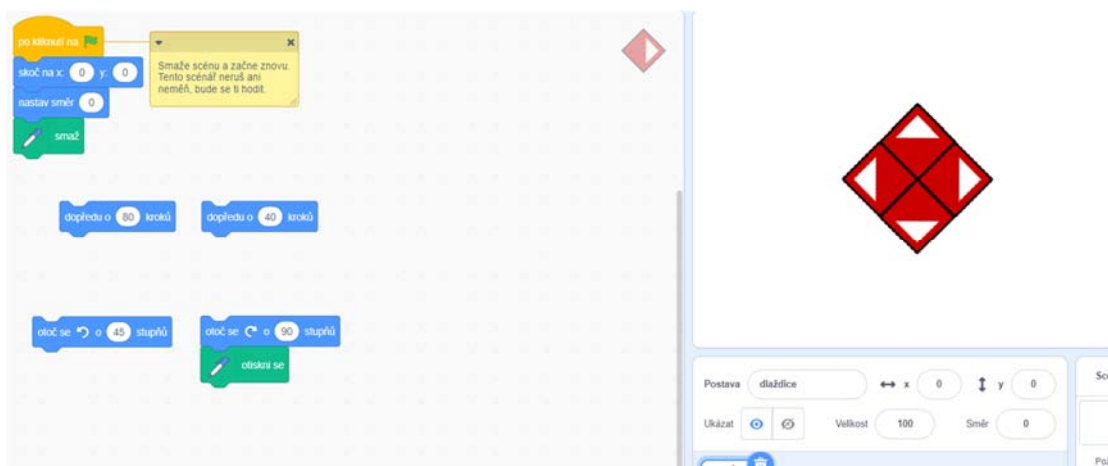 po kliknutí na
skoč na x: 0 y: 0
nastav směr 0
smaž
Smaže scénu a začne znovu.
Tento scénář neruš ani
neměň, bude se ti hodit.
dopředu o 80 kroků
dopředu o 40 kroků
otoč se o 45 stupňů
otoč se o 90 stupňů
otiskni se
Postava dlaždice x 0 y 0
Ukázat Velikost 100 Směr 0